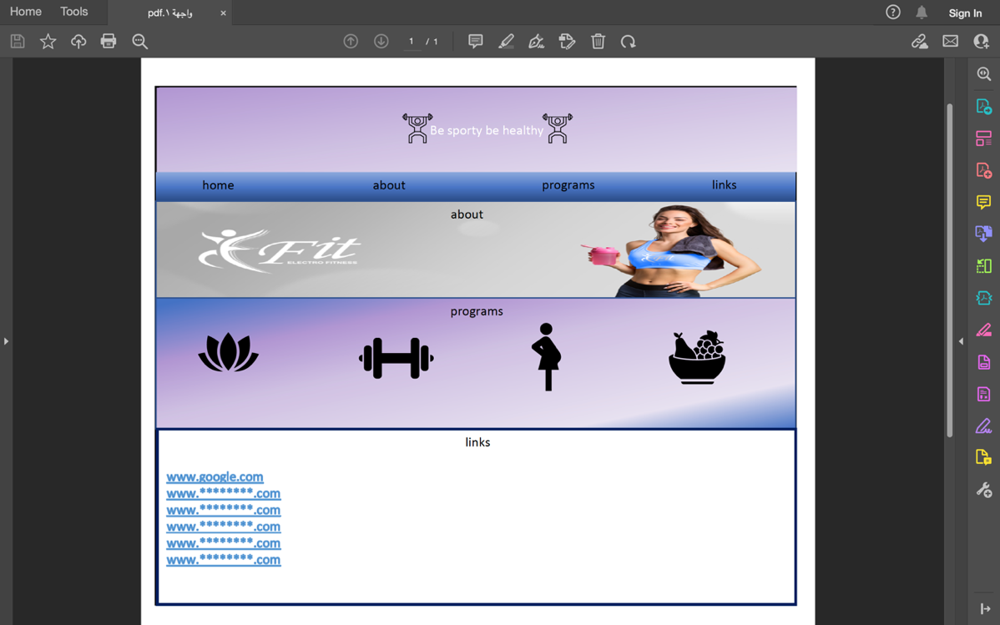 Home Tools واجهة ١.pdf × Sign In
1 / 1
Be sporty be healthy
home about programs links
about
Fit
ELECTRO FITNESS
programs
links
www.google.com
www.********.com
www.********.com
www.********.com
www.********.com
www.********.com